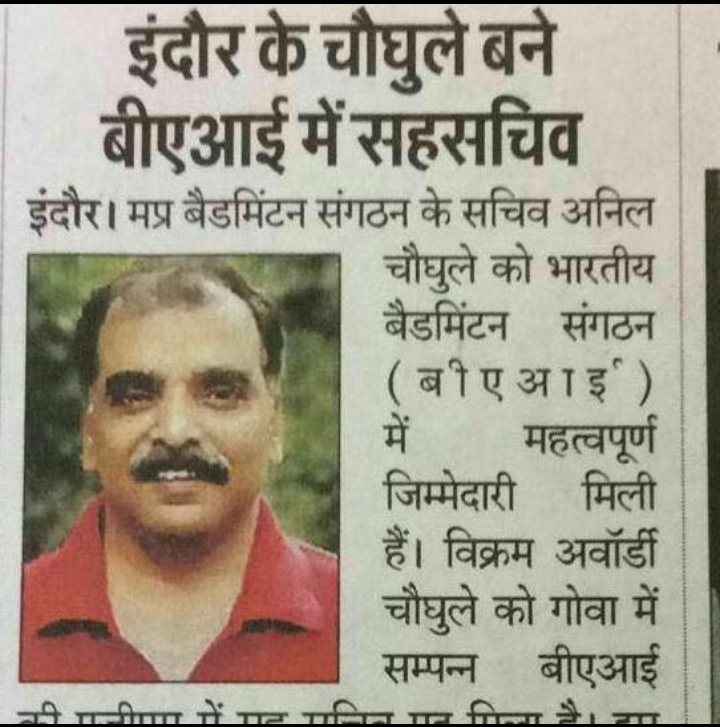 इंदौर के चौघुले बने
बीएआई में सहसचिव
इंदौर। मप्र बैडमिंटन संगठन के सचिव अनिल
चौघुले को भारतीय
बैडमिंटन संगठन
(बीएआई)
में महत्वपूर्ण
जिम्मेदारी मिली
हैं। विक्रम अवॉर्डी
चौघुले को गोवा में
सम्पन्न बीएआई